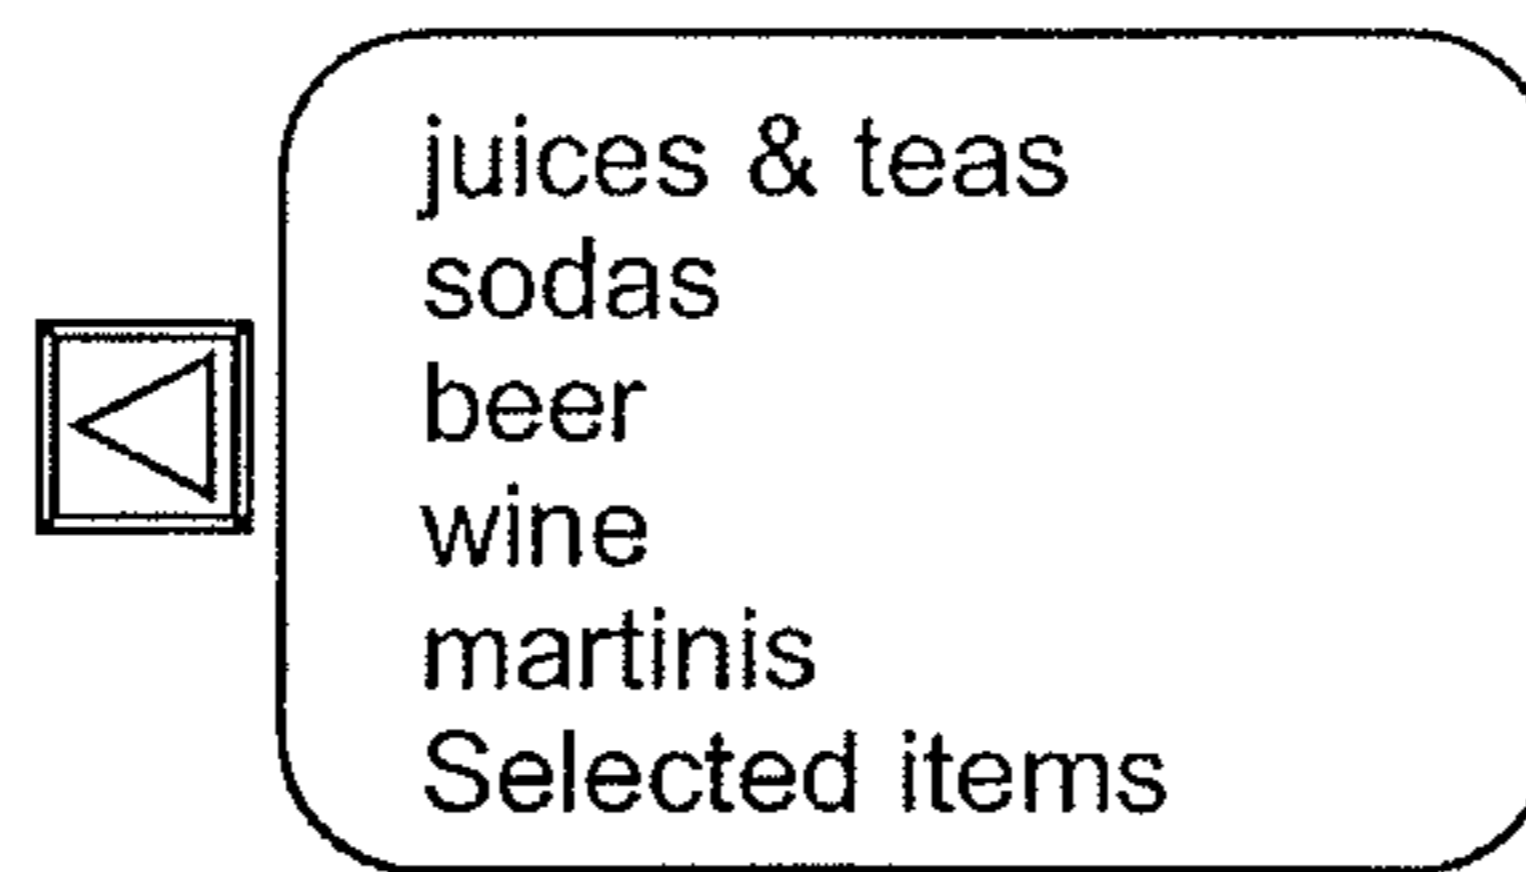 juices & teas
sodas
beer
wine
martinis
Selected items